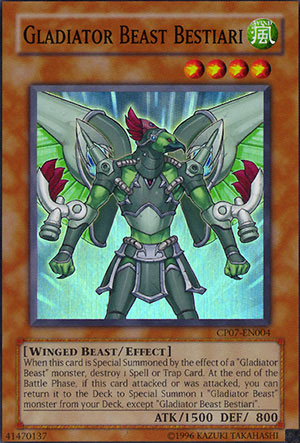 GLADIATOR BEAST BESTIARI
WIND
風
CP07-EN004
[WINGED BEAST/EFFECT]
When this card is Special Summoned by the effect of a "Gladiator
Beast" monster, destroy 1 Spell or Trap Card. At the end of the
Battle Phase, if this card attacked or was attacked, you can
return it to the Deck to Special Summon 1 "Gladiator Beast"
monster from your Deck, except "Gladiator Beast Bestiari".
ATK/1500 DEF/ 800
41470137
©1996 KAZUKI TAKAHASHI